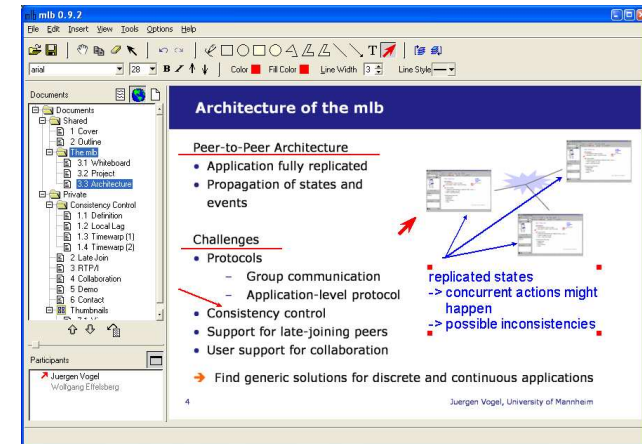 mlb 0.9.2
File Edit Insert View Tools Options Help
T
arial 28 B Color Fill Color Line Width 3 Line Style
Documents
Documents
Shared
1 Cover
2 Outline
The mlb
3.1 Whiteboard
3.2 Project
3.3 Architecture
Private
Consistency Control
1.1 Definition
1.2 Local Lag
1.3 Timewarp (1)
1.4 Timewarp (2)
2 Late Join
3 RTP/I
4 Collaboration
5 Demo
6 Contact
Thumbnails
Participants
Juergen Vogel
Wolfgang Effelsberg
Architecture of the mlb
Peer-to-Peer Architecture
• Application fully replicated
• Propagation of states and
events
Challenges
• Protocols
– Group communication
– Application-level protocol
• Consistency control
• Support for late-joining peers
• User support for collaboration
➔ Find generic solutions for discrete and continuous applications
replicated states
-> concurrent actions might
happen
-> possible inconsistencies
4
Juergen Vogel, University of Mannheim